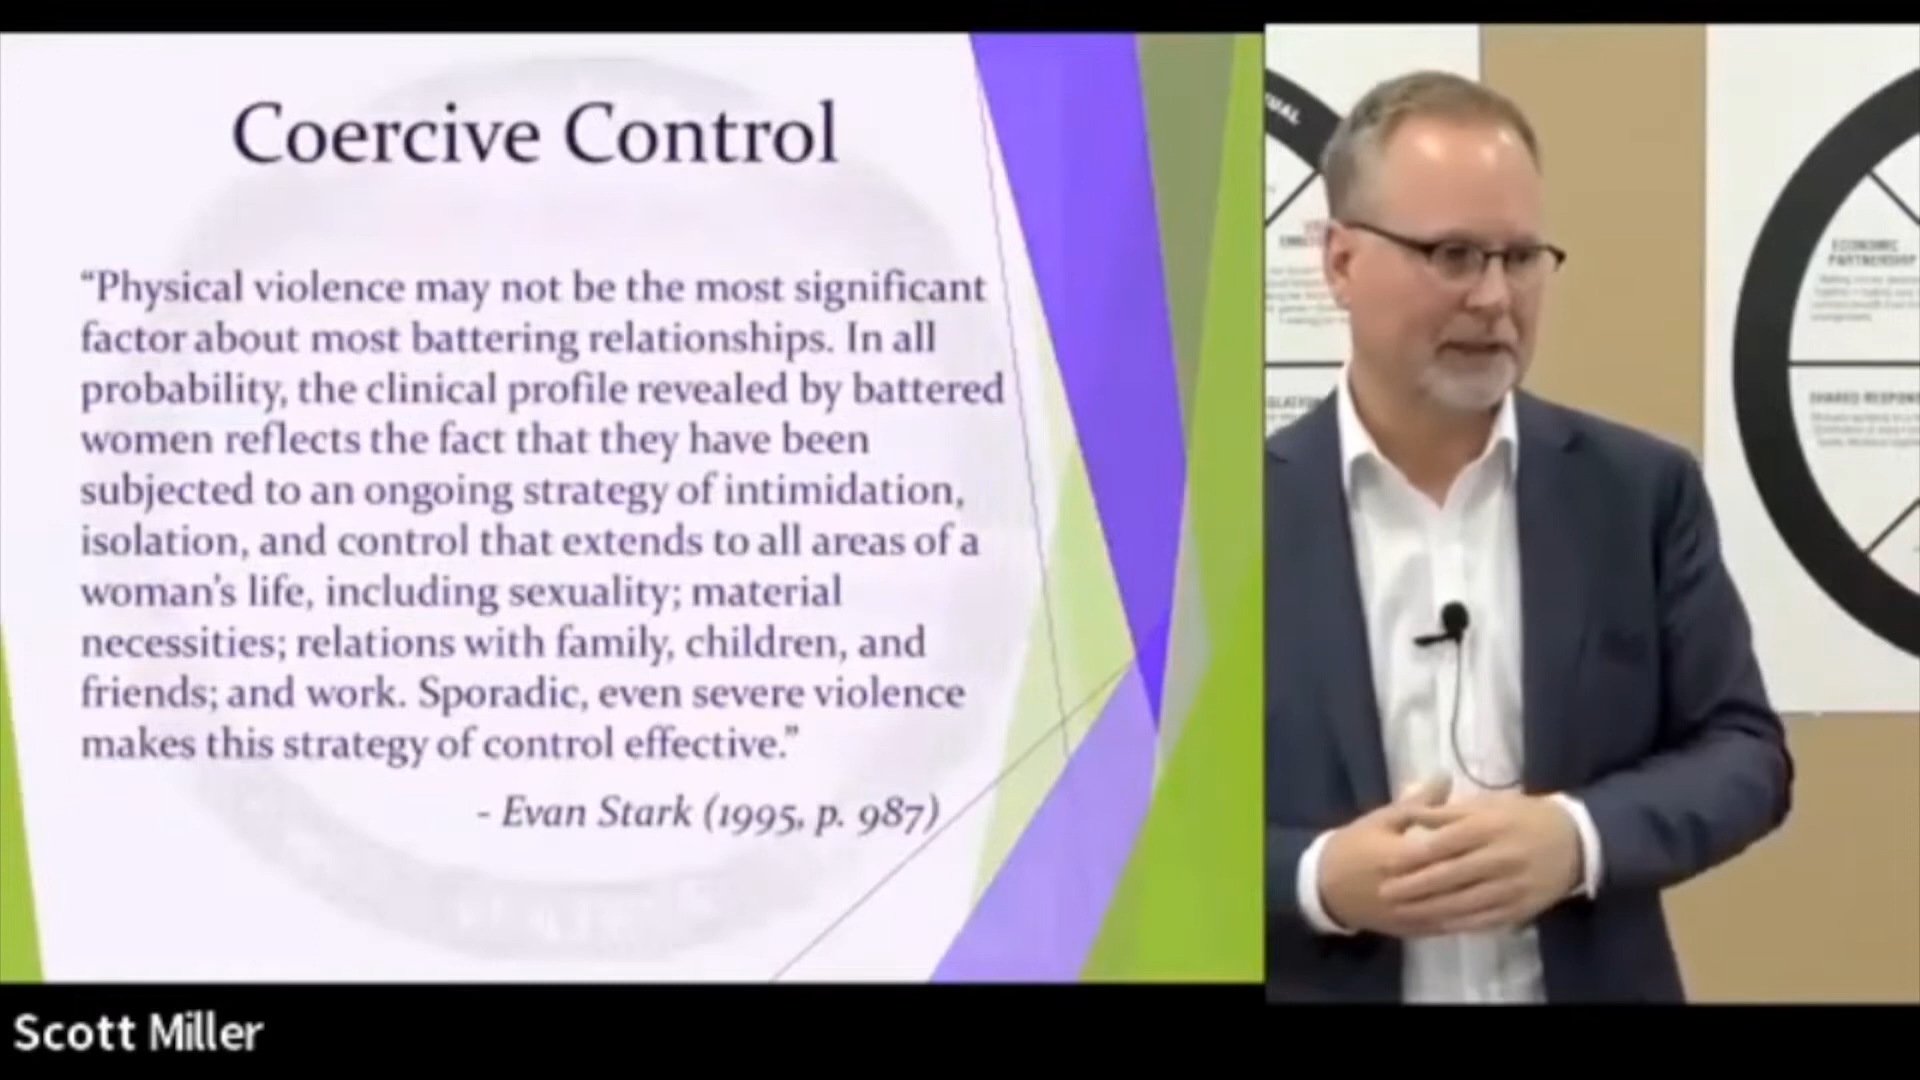 Coercive Control
“Physical violence may not be the most significant
factor about most battering relationships. In all
probability, the clinical profile revealed by battered
women reflects the fact that they have been
subjected to an ongoing strategy of intimidation,
isolation, and control that extends to all areas of a
woman’s life, including sexuality; material
necessities; relations with family, children, and
friends; and work. Sporadic, even severe violence
makes this strategy of control effective.”
- Evan Stark (1995, p. 987)
ECONOMIC
PARTNERSHIP
SHARED
Scott Miller